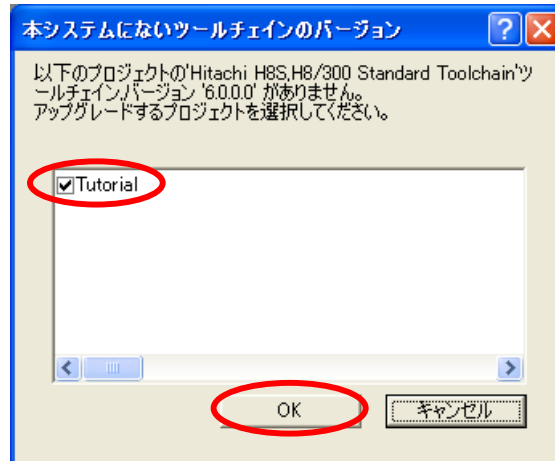 本システムにないツールチェインのバージョン
以下のプロジェクトの'Hitachi H8S,H8/300 Standard Toolchain'ツ
ールチェイン,バージョン '6.0.0.0' がありません。
アップグレードするプロジェクトを選択してください。
Tutorial
OK キャンセル